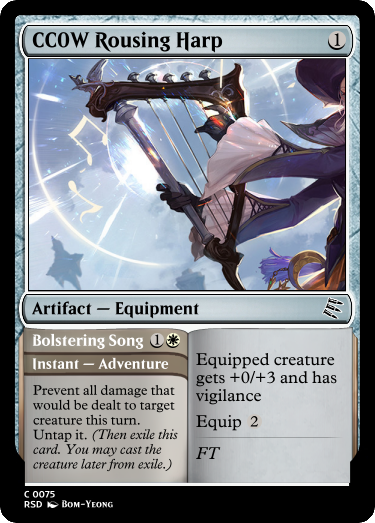 CC0W Rousing Harp 1
Artifact — Equipment
Bolstering Song 1
Instant — Adventure
Prevent all damage that
would be dealt to target
creature this turn.
Untap it. (Then exile this
card. You may cast the
creature later from exile.)
Equipped creature
gets +0/+3 and has
vigilance
Equip 2
FT
C 0075
RSD Bom-Yeong